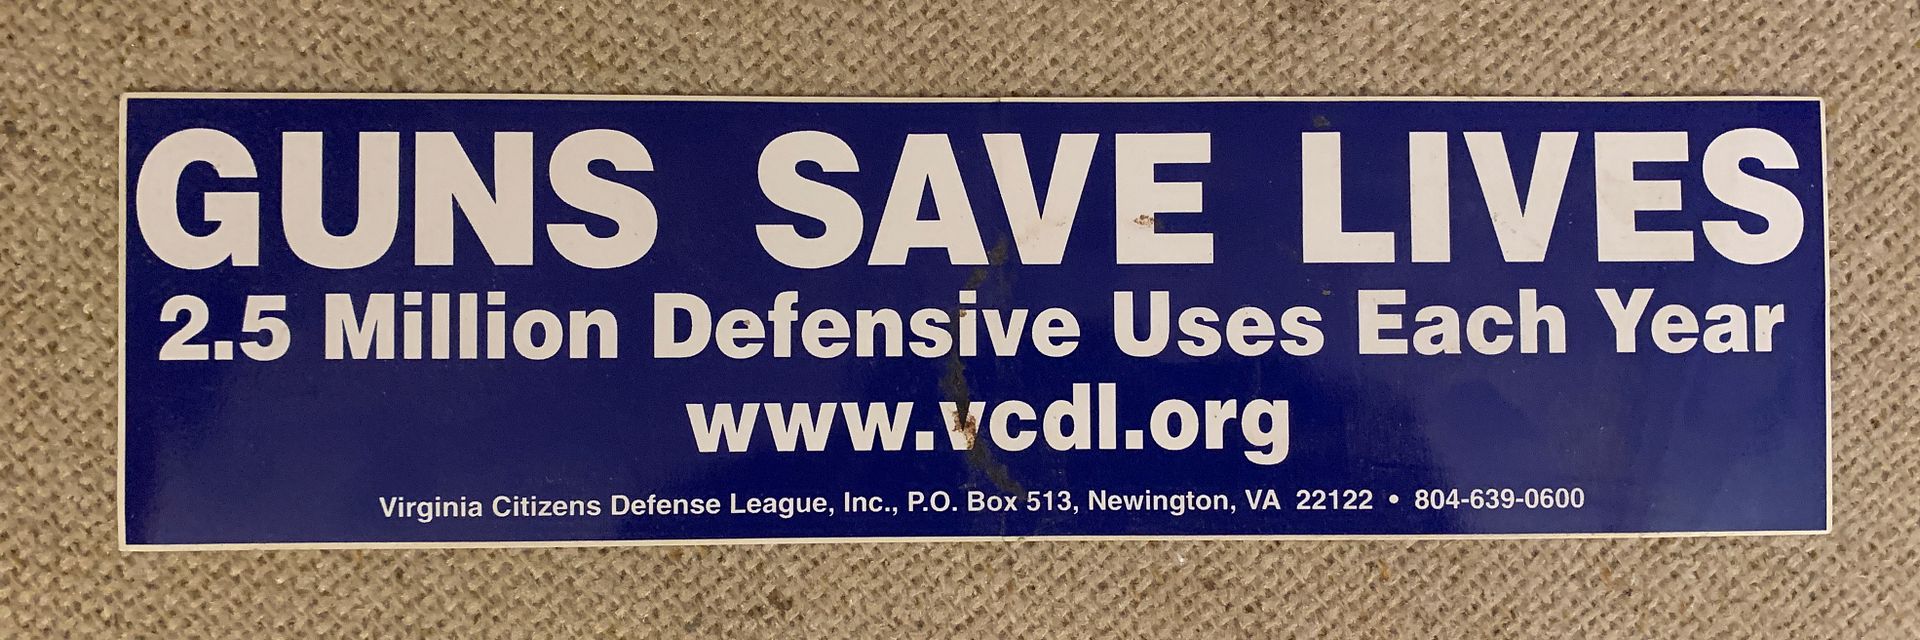 GUNS SAVE LIVES
2.5 Million Defensive Uses Each Year
www.vcdl.org
Virginia Citizens Defense League, Inc., P.O. Box 513, Newington, VA 22122 • 804-639-0600